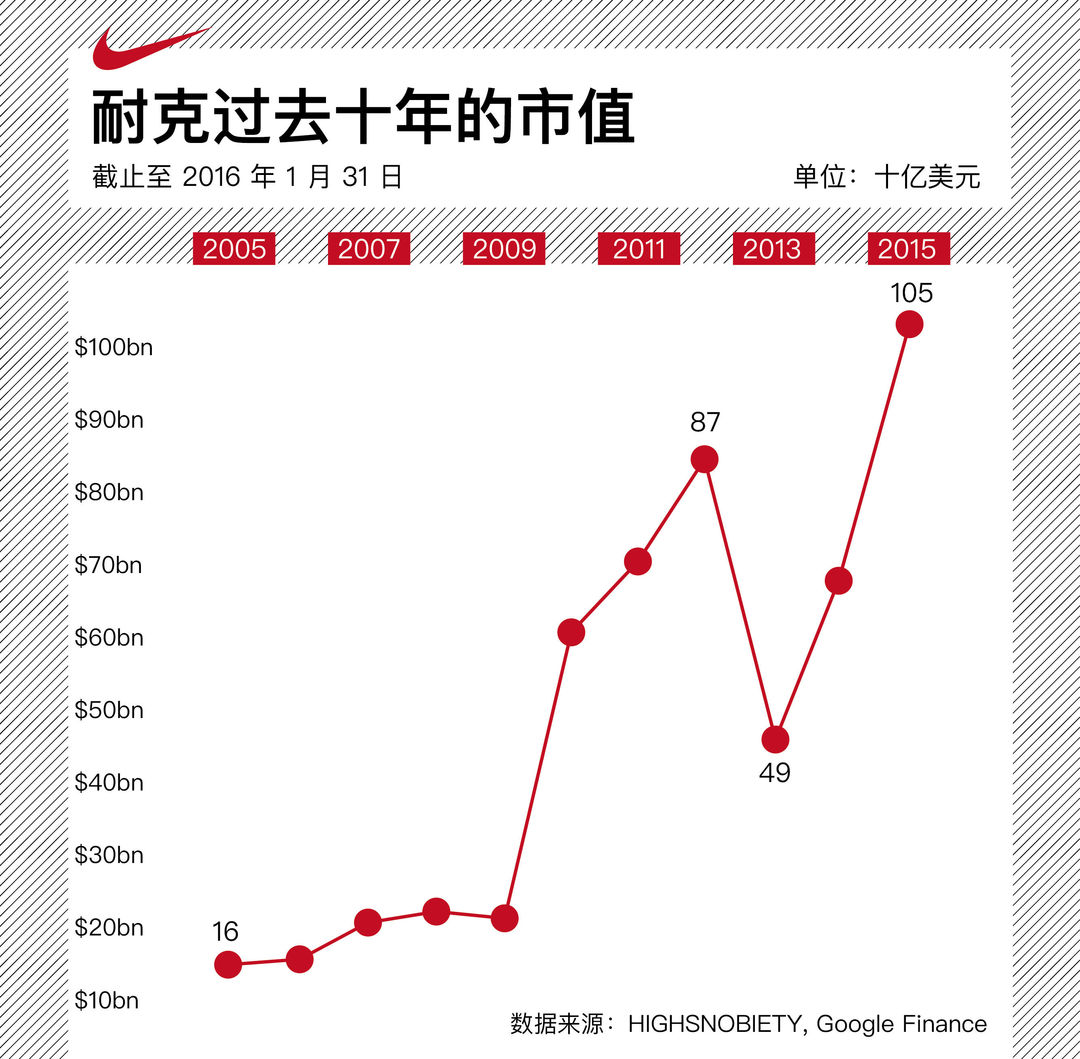 耐克过去十年的市值
截止至 2016 年 1 月 31 日 单位：十亿美元
2005 2007 2009 2011 2013 2015
105
$100bn
$90bn
87
$80bn
$70bn
$60bn
$50bn
49
$40bn
$30bn
16
$20bn
$10bn
数据来源：HIGHSNOBIETY, Google Finance